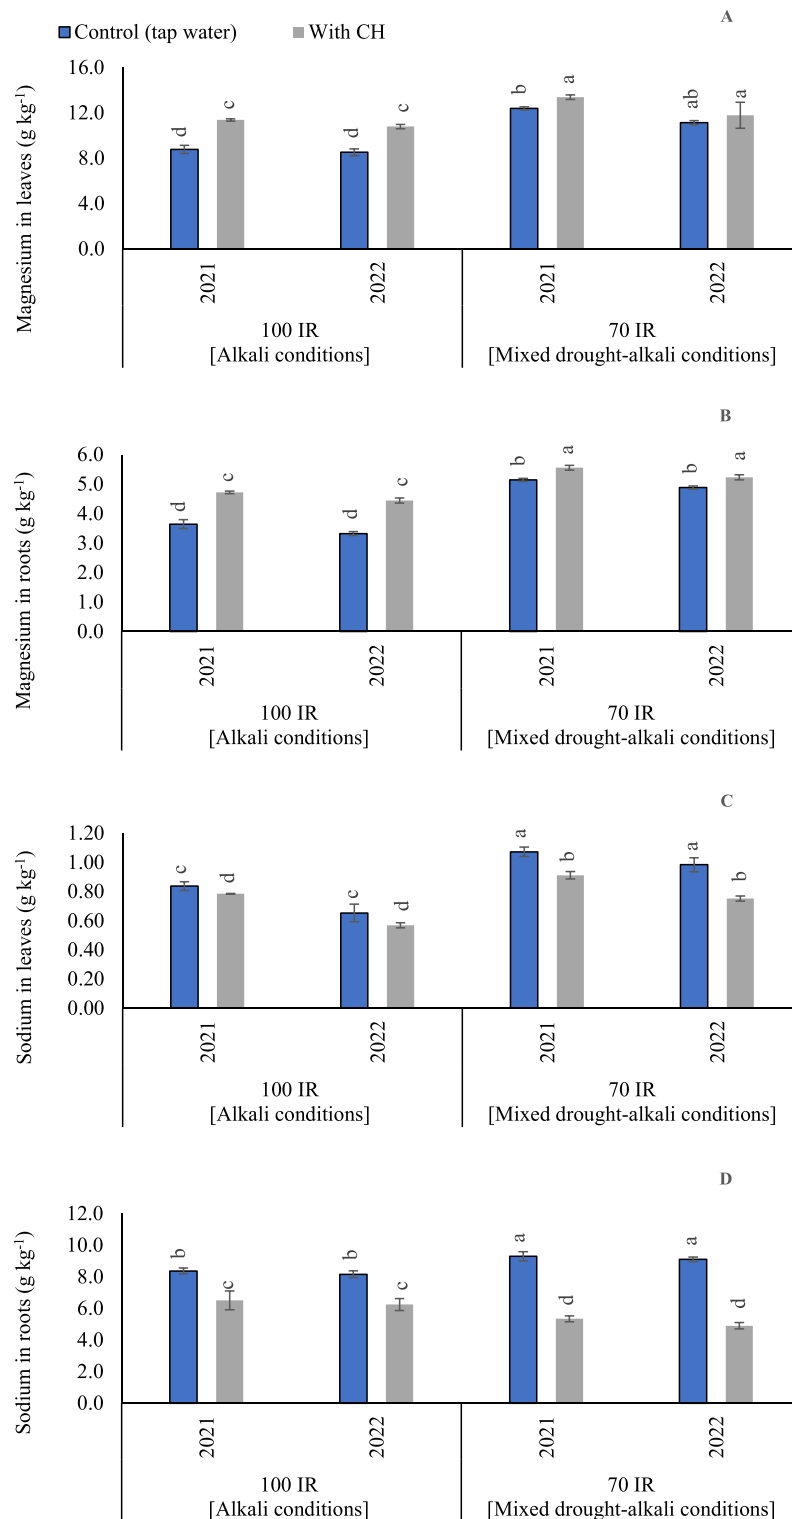 A
Control (tap water) With CH
Magnesium in leaves (g kg-1)
16.0
12.0
8.0
4.0
0.0
d c d c b a ab a
2021 2022 2021 2022
100 IR 70 IR
[Alkali conditions] [Mixed drought-alkali conditions]
B
Magnesium in roots (g kg-1)
6.0
5.0
4.0
3.0
2.0
1.0
0.0
d c d c b a b a
2021 2022 2021 2022
100 IR 70 IR
[Alkali conditions] [Mixed drought-alkali conditions]
C
Sodium in leaves (g kg-1)
1.20
1.00
0.80
0.60
0.40
0.20
0.00
c d c d a b a b
2021 2022 2021 2022
100 IR 70 IR
[Alkali conditions] [Mixed drought-alkali conditions]
D
Sodium in roots (g kg-1)
12.0
10.0
8.0
6.0
4.0
2.0
0.0
b c b c a d a d
2021 2022 2021 2022
100 IR 70 IR
[Alkali conditions] [Mixed drought-alkali conditions]